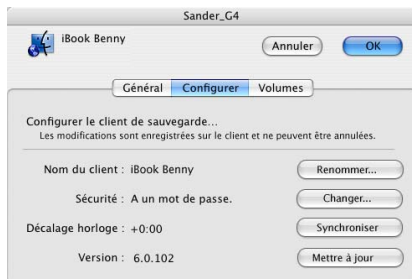 Sander_G4
iBook Benny
Annuler
OK
Général
Configurer
Volumes
Configurer le client de sauvegarde...
Les modifications sont enregistrées sur le client et ne peuvent être annulées.
Nom du client : iBook Benny
Renommer...
Sécurité : A un mot de passe.
Changer...
Décalage horloge : +0:00
Synchroniser
Version : 6.0.102
Mettre à jour